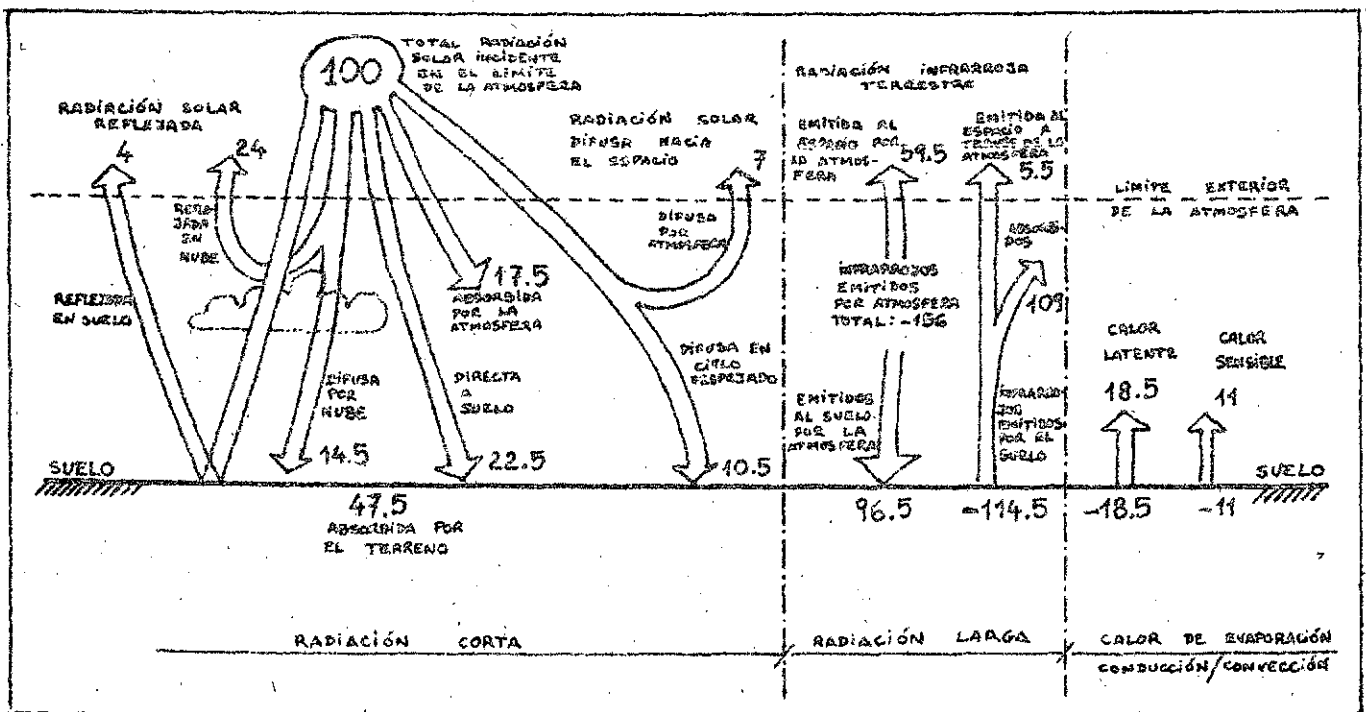 TOTAL RADIACIÓN
SOLAR INCIDENTE
EN EL LIMITE
DE LA ATMOSFERA
100
RADIACIÓN SOLAR
REFLEJADA
4
24
REFLEJADA
EN
NUBE
REFLEJADA
EN SUELO
17.5
ABSORBIDA
POR LA
ATMOSFERA
DIFUSA
POR
NUBE
14.5
DIRECTA
A
SUELO
22.5
RADIACIÓN SOLAR
DIFUSA HACIA
EL ESPACIO
7
DIFUSA
POR
ATMOSFERA
DIFUSA EN
CIELO
DESPEJADO
10.5
SUELO
47.5
ABSORBIDA POR
EL TERRENO
RADIACIÓN CORTA
RADIACIÓN INFRARROJA
TERRESTRE
EMITIDA AL
ESPACIO POR
LA ATMOS-
FERA
59.5
EMITIDA AL
ESPACIO A
TRAVES DE LA
ATMOSFERA
5.5
INFRARROJOS
EMITIDOS
POR ATMOSFERA
TOTAL: -156
ABSORBI-
DOS
109
EMITIDOS
AL SUELO
POR LA
ATMOSFERA
INFRARRO-
JOS
EMITIDOS
POR EL
SUELO
96.5
-114.5
RADIACIÓN LARGA
LIMITE EXTERIOR
DE LA ATMOSFERA
CALOR
LATENTE
18.5
CALOR
SENSIBLE
11
SUELO
-18.5
-11
CALOR DE EVAPORACIÓN
CONDUCCIÓN/CONVECCIÓN